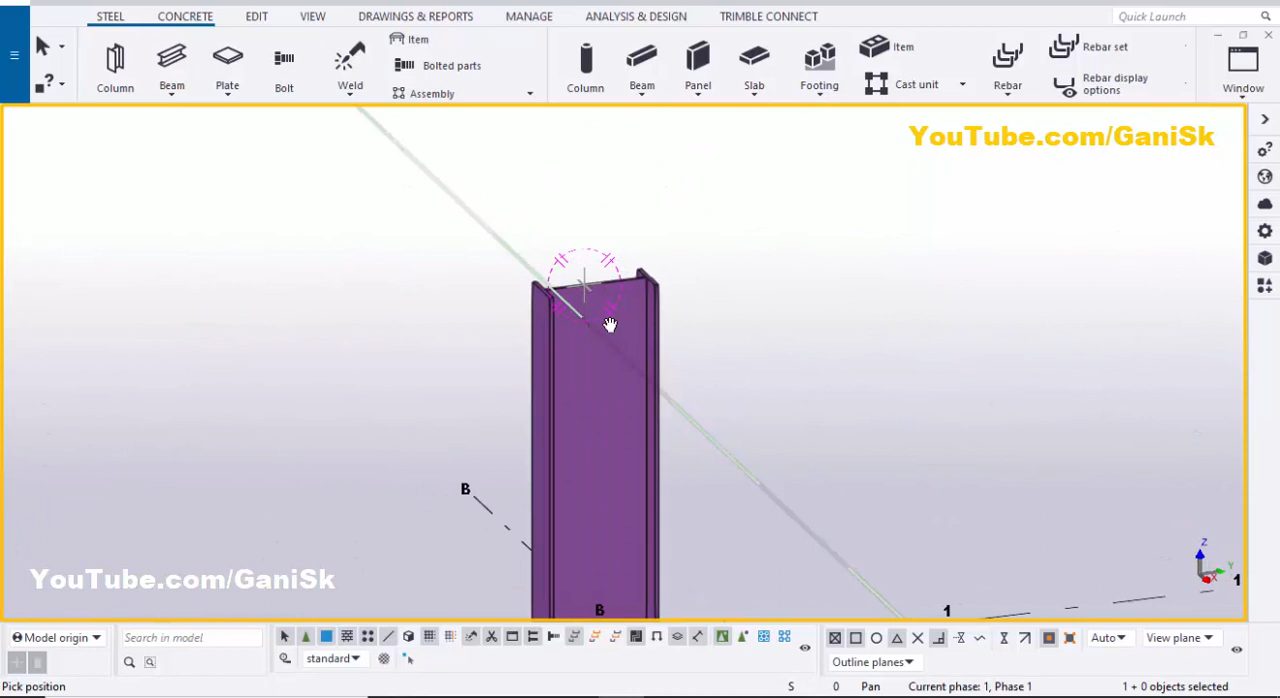 STEEL CONCRETE EDIT VIEW DRAWINGS & REPORTS MANAGE ANALYSIS & DESIGN TRIMBLE CONNECT Quick Launch
Item Item Rebar set
Bolted parts Rebar display options
Column Beam Plate Bolt Weld Assembly Column Beam Panel Slab Footing Cast unit Rebar Window
YouTube.com/GaniSk
B
YouTube.com/GaniSk
Z
Y
X
1
B
1
Model origin Search in model Auto View plane
standard Outline planes
Pick position S 0 Pan Current phase: 1, Phase 1 1 + 0 objects selected